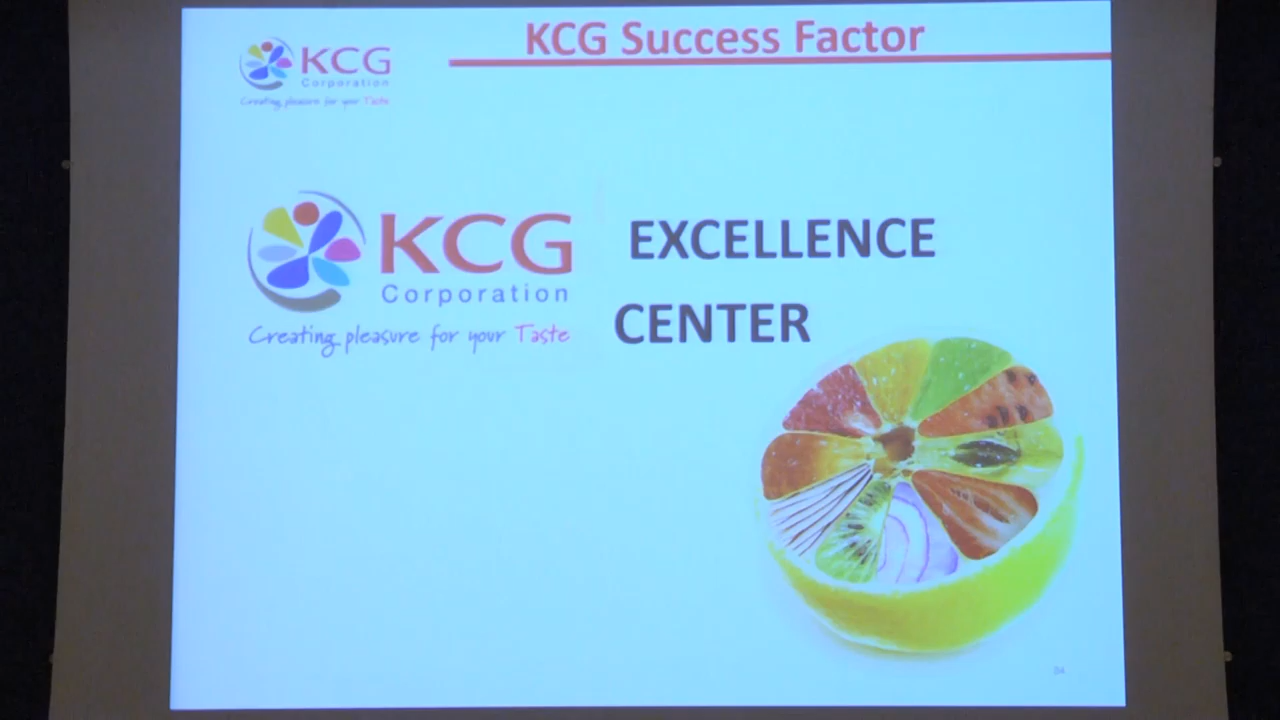 KCG Success Factor
KCG
Corporation
Creating pleasure for your Taste
KCG
Corporation
Creating pleasure for your Taste
EXCELLENCE
CENTER